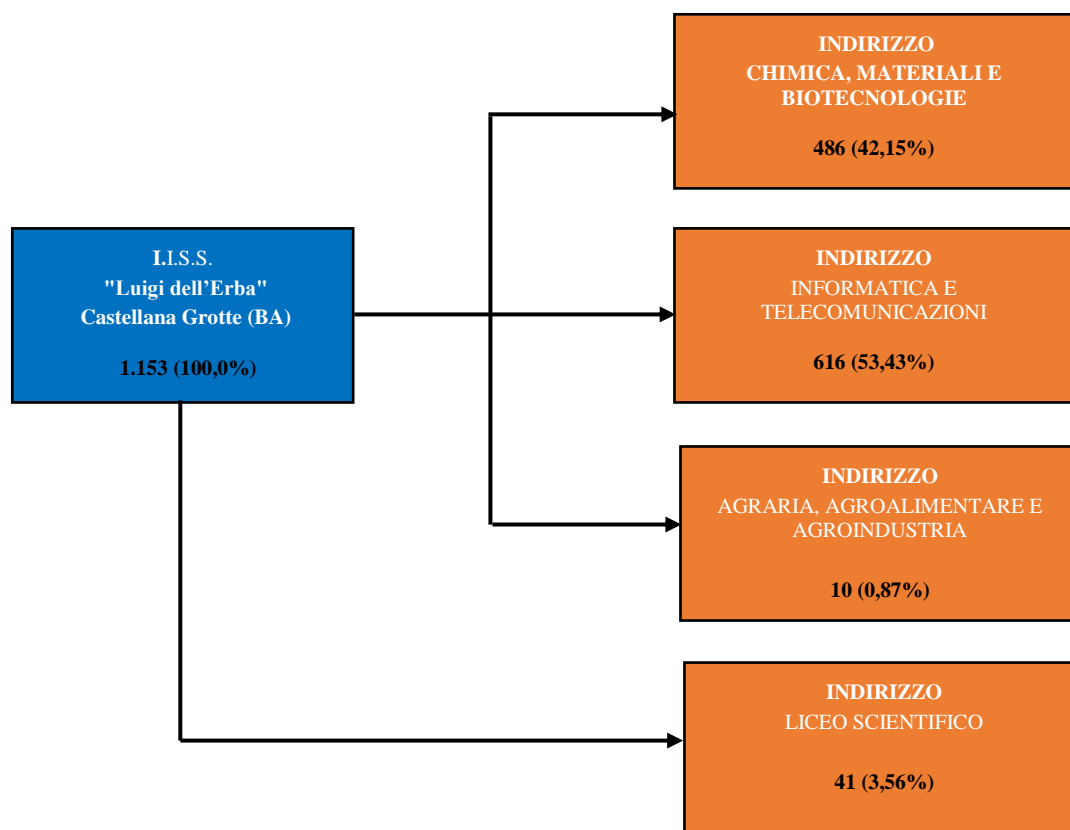 INDIRIZZO
CHIMICA, MATERIALI E
BIOTECNOLOGIE
486 (42,15%)
I.I.S.S.
"Luigi dell’Erba"
Castellana Grotte (BA)
1.153 (100,0%)
INDIRIZZO
INFORMATICA E
TELECOMUNICAZIONI
616 (53,43%)
INDIRIZZO
AGRARIA, AGROALIMENTARE E
AGROINDUSTRIA
10 (0,87%)
INDIRIZZO
LICEO SCIENTIFICO
41 (3,56%)